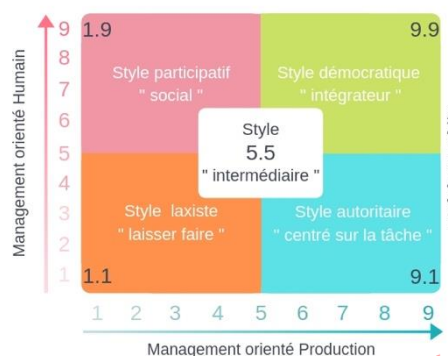 Management orienté Humain
9
8
7
6
5
4
3
2
1
1.9
9.9
Style participatif
" social "
Style démocratique
" intégrateur "
Style
5.5
" intermédiaire "
Style laxiste
" laisser faire "
Style autoritaire
" centré sur la tâche "
1.1
9.1
1 2 3 4 5 6 7 8 9
Management orienté Production